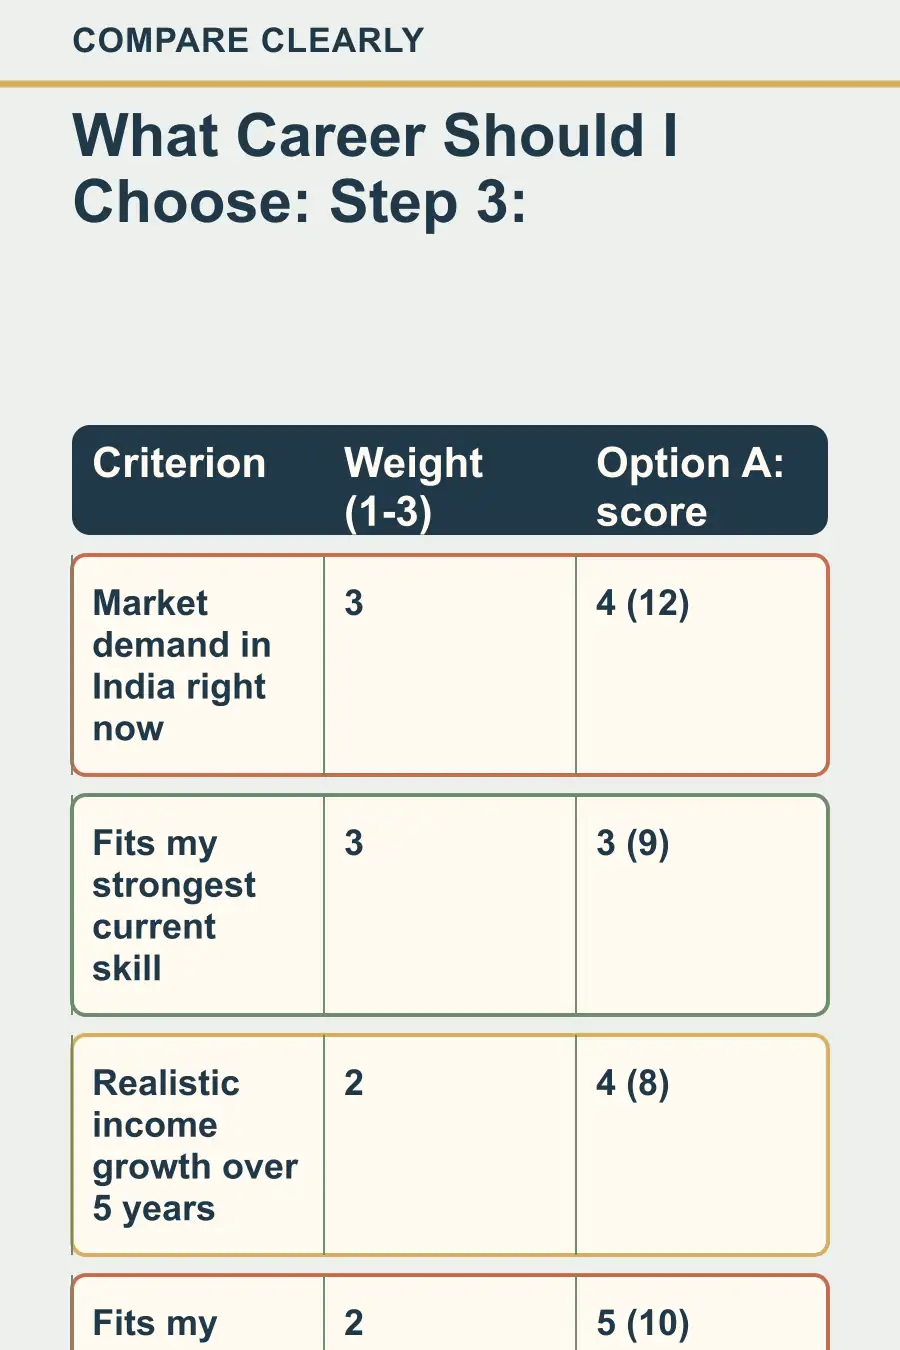 COMPARE CLEARLY
What Career Should I
Choose: Step 3:
Criterion
Weight
(1-3)
Option A:
score
Market
demand in
India right
now
3
4 (12)
Fits my
strongest
current
skill
3
3 (9)
Realistic
income
growth over
5 years
2
4 (8)
Fits my
2
5 (10)